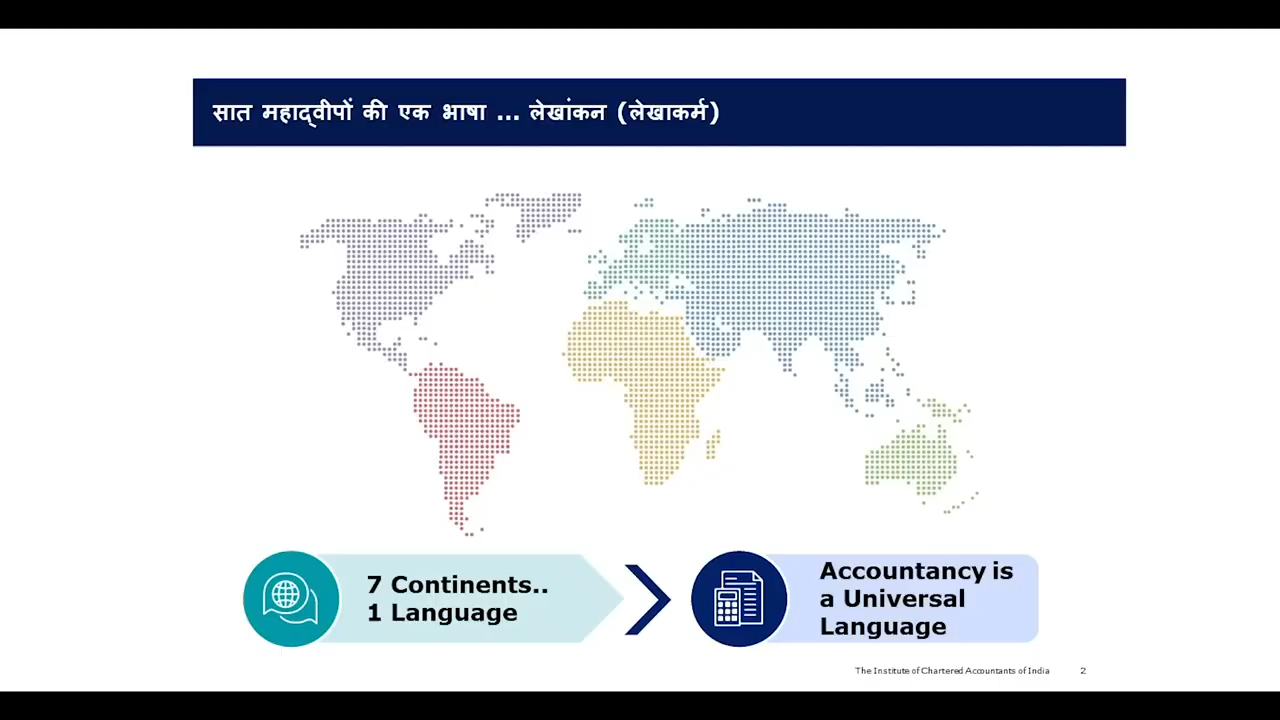 सात महाद्वीपों की एक भाषा ... लेखांकन (लेखाकर्म)
7 Continents..
1 Language
Accountancy is
a Universal
Language
The Institute of Chartered Accountants of India 2